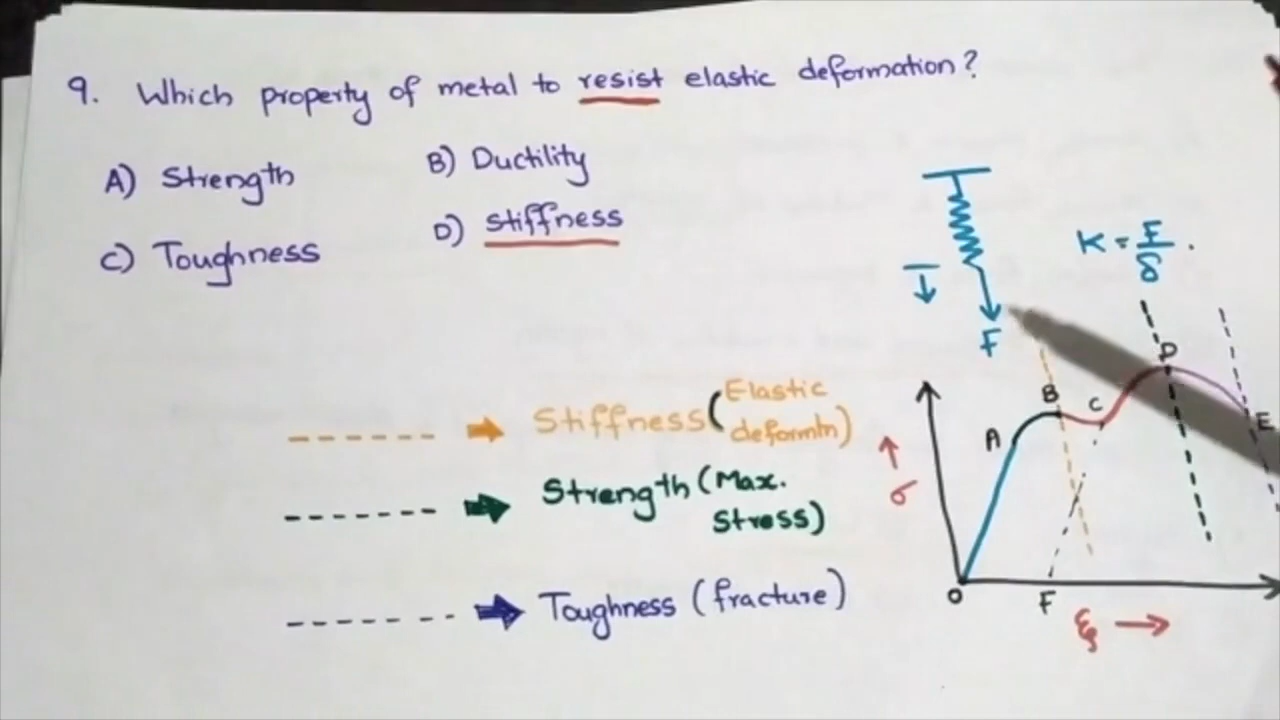 9. Which property of metal to resist elastic deformation?
A) Strength
B) Ductility
C) Toughness
D) Stiffness
K = F/δ .
F
Stiffness (Elastic deformtn)
Strength (Max. Stress)
Toughness (fracture)
A
B
C
D
E
σ
O
F
ξ